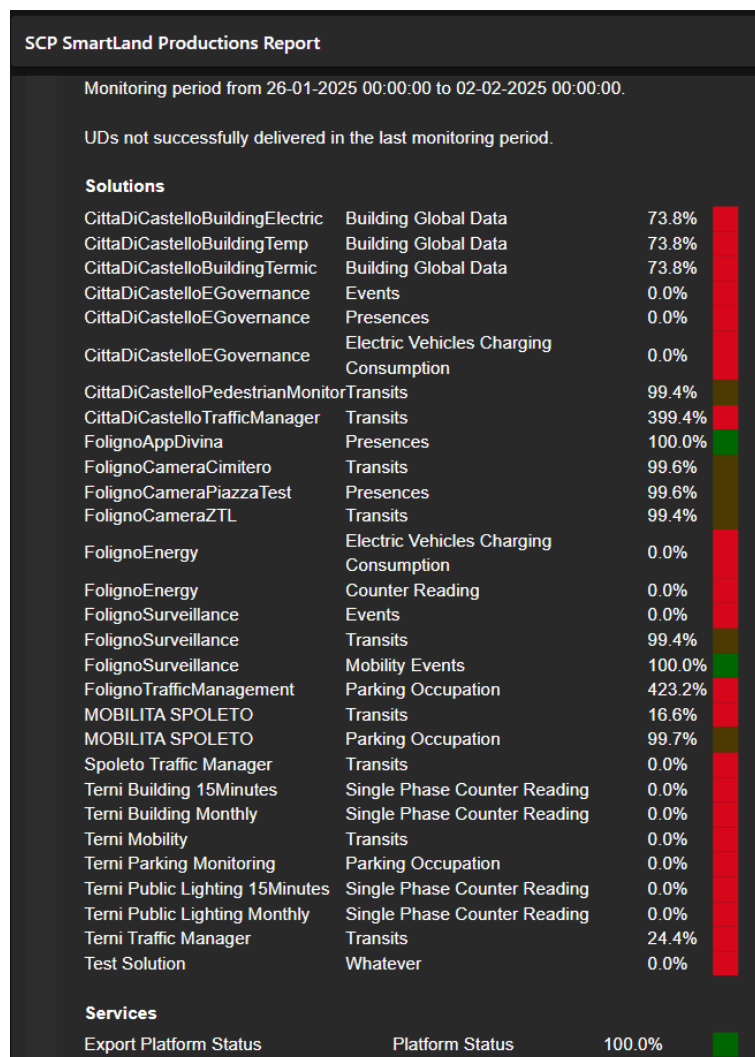 SCP SmartLand Productions Report
Monitoring period from 26-01-2025 00:00:00 to 02-02-2025 00:00:00.
UDs not successfully delivered in the last monitoring period.
Solutions
CittaDiCastelloBuildingElectric Building Global Data 73.8%
CittaDiCastelloBuildingTemp Building Global Data 73.8%
CittaDiCastelloBuildingTermic Building Global Data 73.8%
CittaDiCastelloEGovernance Events 0.0%
CittaDiCastelloEGovernance Presences 0.0%
CittaDiCastelloEGovernance Electric Vehicles Charging Consumption 0.0%
CittaDiCastelloPedestrianMonitorTransits 99.4%
CittaDiCastelloTrafficManager Transits 399.4%
FolignoAppDivina Presences 100.0%
FolignoCameraCimitero Transits 99.6%
FolignoCameraPiazzaTest Presences 99.6%
FolignoCameraZTL Transits 99.4%
FolignoEnergy Electric Vehicles Charging Consumption 0.0%
FolignoEnergy Counter Reading 0.0%
FolignoSurveillance Events 0.0%
FolignoSurveillance Transits 99.4%
FolignoSurveillance Mobility Events 100.0%
FolignoTrafficManagement Parking Occupation 423.2%
MOBILITA SPOLETO Transits 16.6%
MOBILITA SPOLETO Parking Occupation 99.7%
Spoleto Traffic Manager Transits 0.0%
Terni Building 15Minutes Single Phase Counter Reading 0.0%
Terni Building Monthly Single Phase Counter Reading 0.0%
Terni Mobility Transits 0.0%
Terni Parking Monitoring Parking Occupation 0.0%
Terni Public Lighting 15Minutes Single Phase Counter Reading 0.0%
Terni Public Lighting Monthly Single Phase Counter Reading 0.0%
Terni Traffic Manager Transits 24.4%
Test Solution Whatever 0.0%
Services
Export Platform Status Platform Status 100.0%